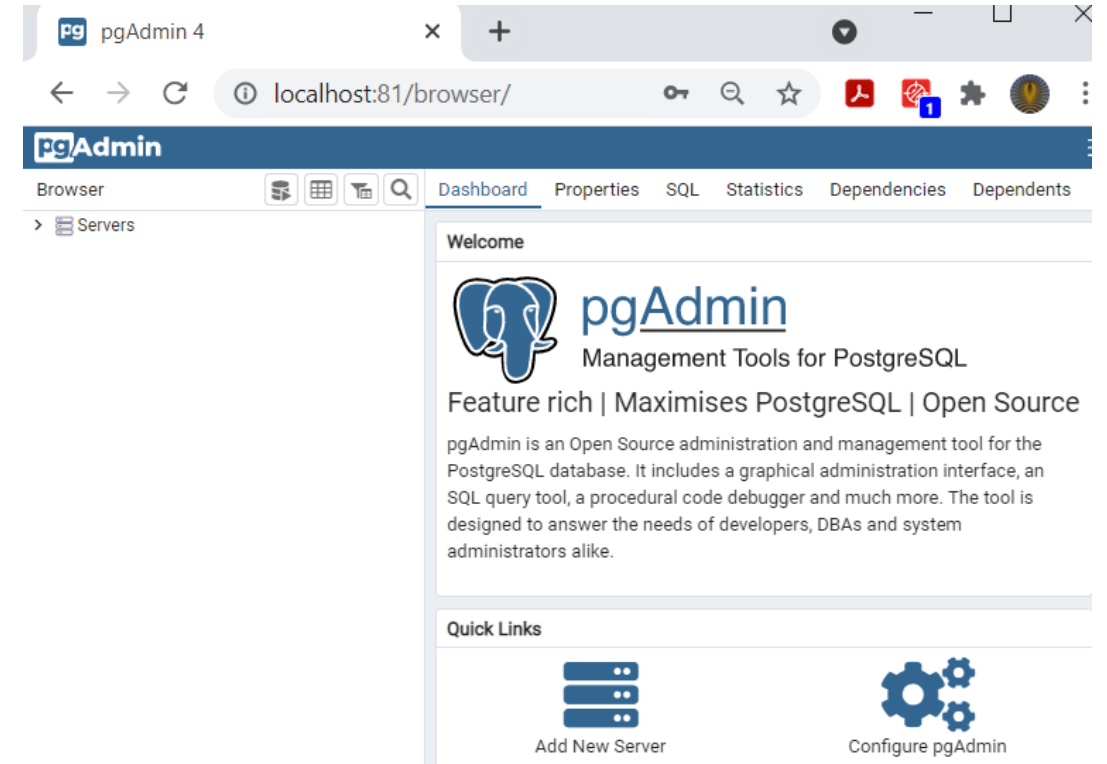 pgAdmin 4
localhost:81/browser/
1
pgAdmin
Browser
Dashboard Properties SQL Statistics Dependencies Dependents
Servers
Welcome
pgAdmin
Management Tools for PostgreSQL
Feature rich | Maximises PostgreSQL | Open Source
pgAdmin is an Open Source administration and management tool for the
PostgreSQL database. It includes a graphical administration interface, an
SQL query tool, a procedural code debugger and much more. The tool is
designed to answer the needs of developers, DBAs and system
administrators alike.
Quick Links
Add New Server
Configure pgAdmin